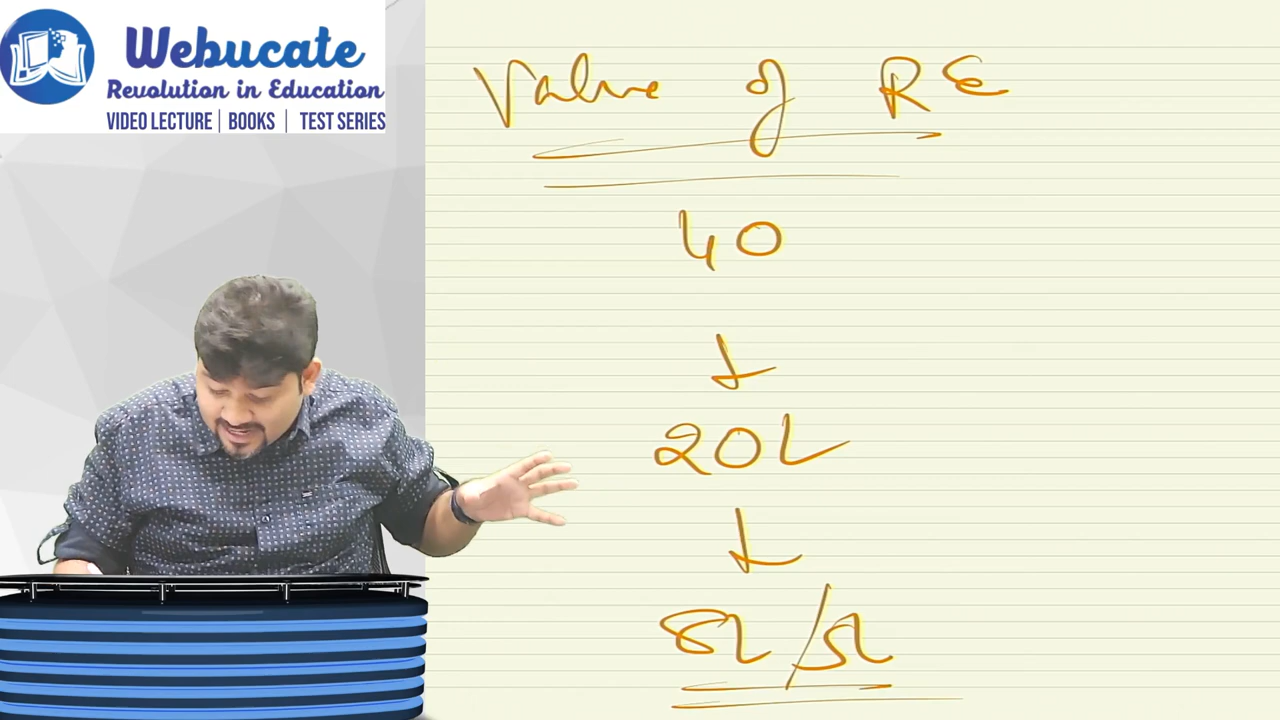 Webucate
Revolution in Education
VIDEO LECTURE | BOOKS | TEST SERIES
Value of RE
40
20L
8L/5L